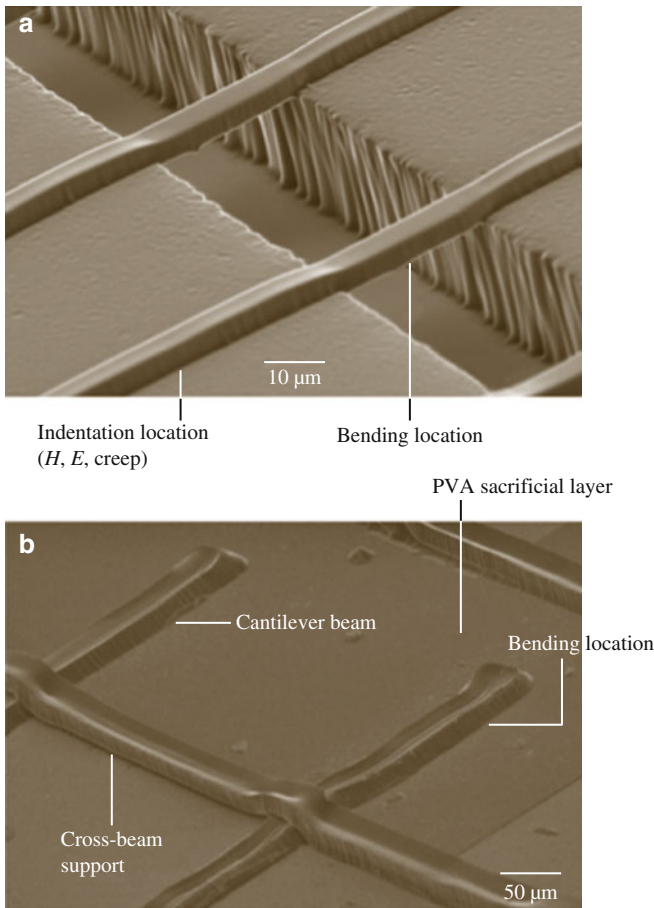 a
10 µm
Indentation location
(H, E, creep)
Bending location
PVA sacrificial layer
b
Cantilever beam
Bending location
Cross-beam
support
50 µm